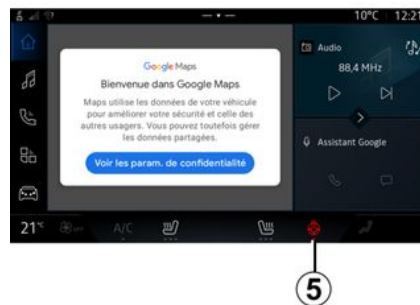 10°C 12:21
Google Maps
Bienvenue dans Google Maps
Maps utilise les données de votre véhicule
pour améliorer votre sécurité et celle des
autres usagers. Vous pouvez toutefois gérer
les données partagées.
Voir les param. de confidentialité
Audio
88,4 MHz
Assistant Google
21°C
OFF
A/C
5